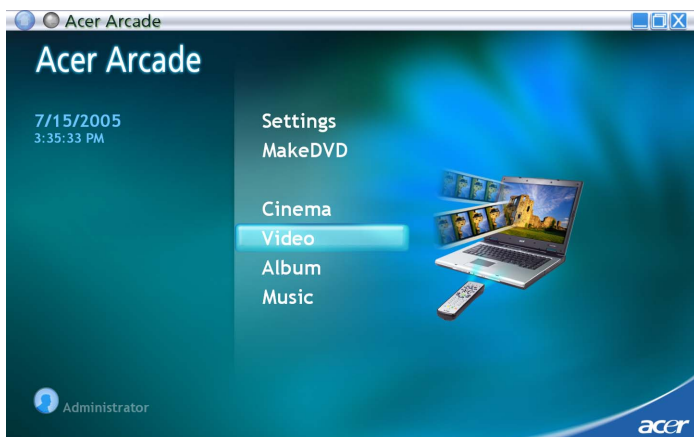 Acer Arcade
Acer Arcade
7/15/2005
3:35:33 PM
Settings
MakeDVD
Cinema
Video
Album
Music
Administrator
acer